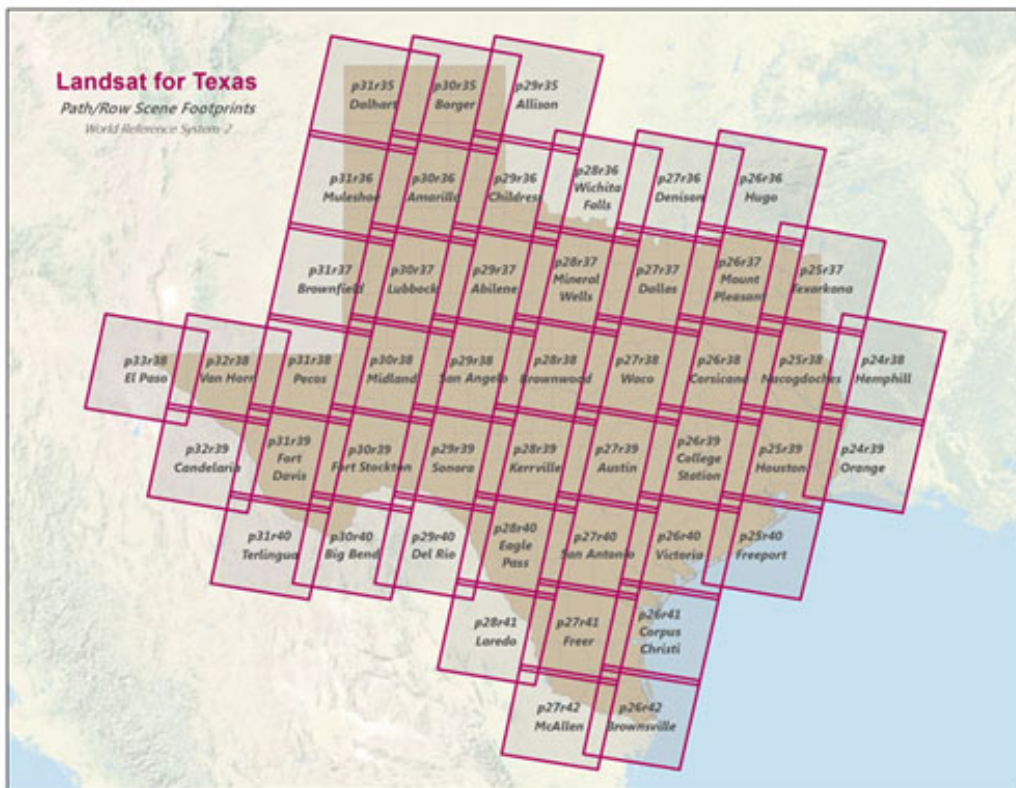 Landsat for Texas
Path/Row Scene Footprints
World Reference System-2
p31r35
Dalhart
p30r35
Borger
p29r35
Allison
p31r36
Muleshoe
p30r36
Amarillo
p29r36
Childress
p28r36
Wichita
Falls
p27r36
Denison
p26r36
Hugo
p31r37
Brownfield
p30r37
Lubbock
p29r37
Abilene
p28r37
Mineral
Wells
p27r37
Dallas
p26r37
Mount
Pleasant
p25r37
Texarkana
p33r38
El Paso
p32r38
Van Horn
p31r38
Pecos
p30r38
Midland
p29r38
San Angelo
p28r38
Brownwood
p27r38
Waco
p26r38
Corsicana
p25r38
Nacogdoches
p24r38
Hemphill
p32r39
Candelaria
p31r39
Fort
Davis
p30r39
Fort Stockton
p29r39
Sonora
p28r39
Kerrville
p27r39
Austin
p26r39
College
Station
p25r39
Houston
p24r39
Orange
p31r40
Terlingua
p30r40
Big Bend
p29r40
Del Rio
p28r40
Eagle
Pass
p27r40
San Antonio
p26r40
Victoria
p25r40
Freeport
p28r41
Laredo
p27r41
Freer
p26r41
Corpus
Christi
p27r42
McAllen
p26r42
Brownsville